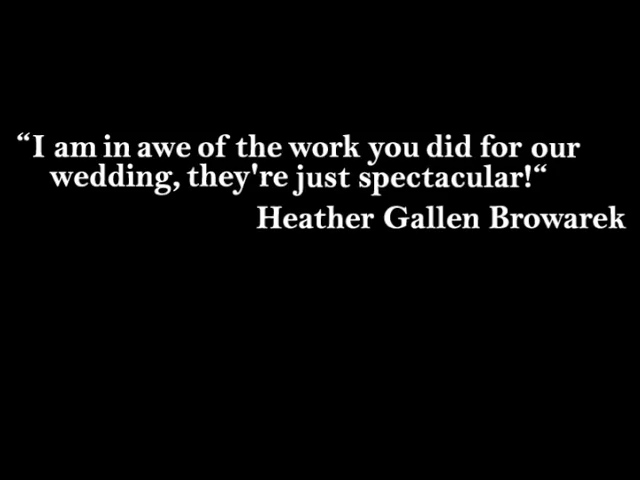 “I am in awe of the work you did for our
wedding, they're just spectacular!“
Heather Gallen Browarek